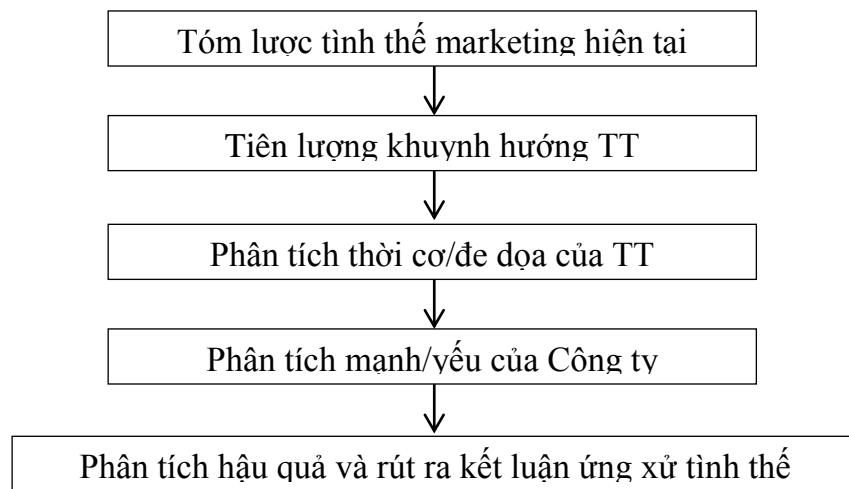 Tóm lược tình thế marketing hiện tại
Tiên lượng khuynh hướng TT
Phân tích thời cơ/đe dọa của TT
Phân tích mạnh/yếu của Công ty
Phân tích hậu quả và rút ra kết luận ứng xử tình thế